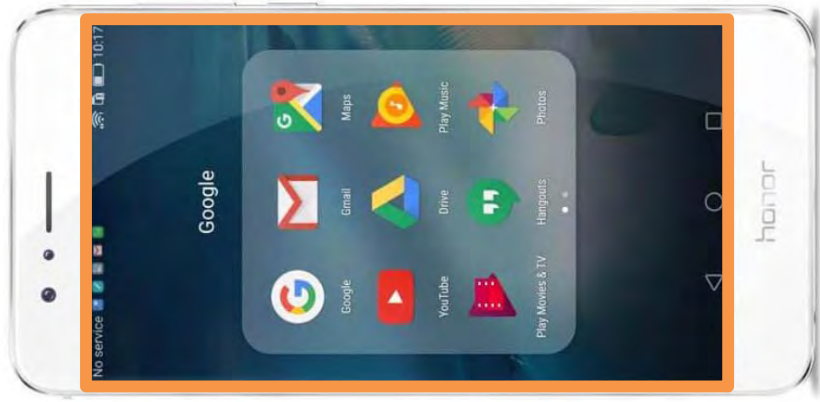 No service 10:17
Google
Google Gmail Maps
YouTube Drive Play Music
Play Movies & TV Hangouts Photos
honor